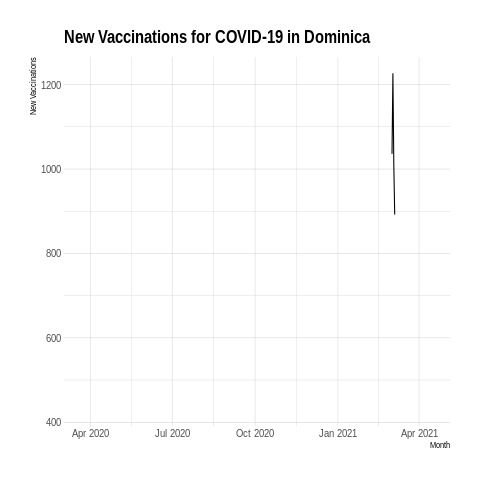 New Vaccinations for COVID-19 in Dominica
New Vaccinations
1200
1000
800
600
400
Apr 2020 Jul 2020 Oct 2020 Jan 2021 Apr 2021
Month